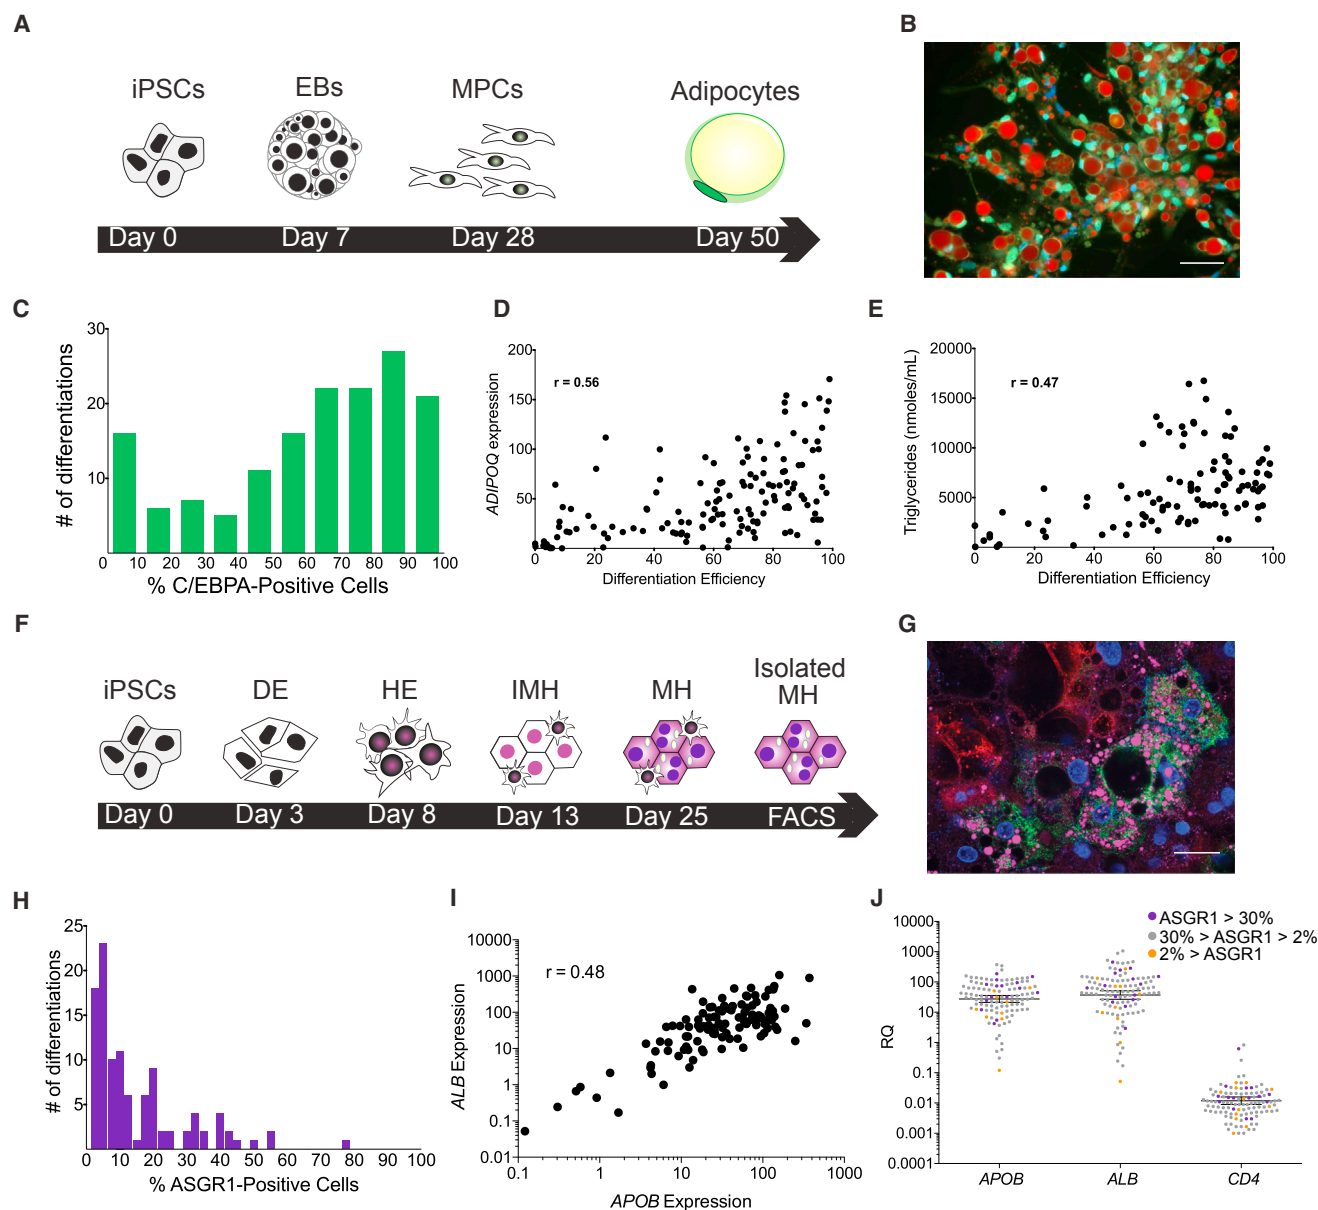 A
iPSCs
EBs
MPCs
Adipocytes
Day 0
Day 7
Day 28
Day 50
B
C
# of differentiations
30
20
10
0 10 20 30 40 50 60 70 80 90 100
% C/EBPA-Positive Cells
D
ADIPOQ expression
200
150
100
50
r = 0.56
0 20 40 60 80 100
Differentiation Efficiency
E
Triglycerides (nmoles/mL)
20000
15000
10000
5000
r = 0.47
0 20 40 60 80 100
Differentiation Efficiency
F
iPSCs
DE
HE
IMH
MH
Isolated
MH
Day 0
Day 3
Day 8
Day 13
Day 25
FACS
G
H
# of differentiations
25
20
15
10
5
0 10 20 30 40 50 60 70 80 90 100
% ASGR1-Positive Cells
I
ALB Expression
10000
1000
100
10
1
0.1
0.01
r = 0.48
0.1 1 10 100 1000
APOB Expression
J
ASGR1 > 30%
30% > ASGR1 > 2%
2% > ASGR1
RQ
10000
1000
100
10
1
0.1
0.01
0.001
0.0001
APOB ALB CD4